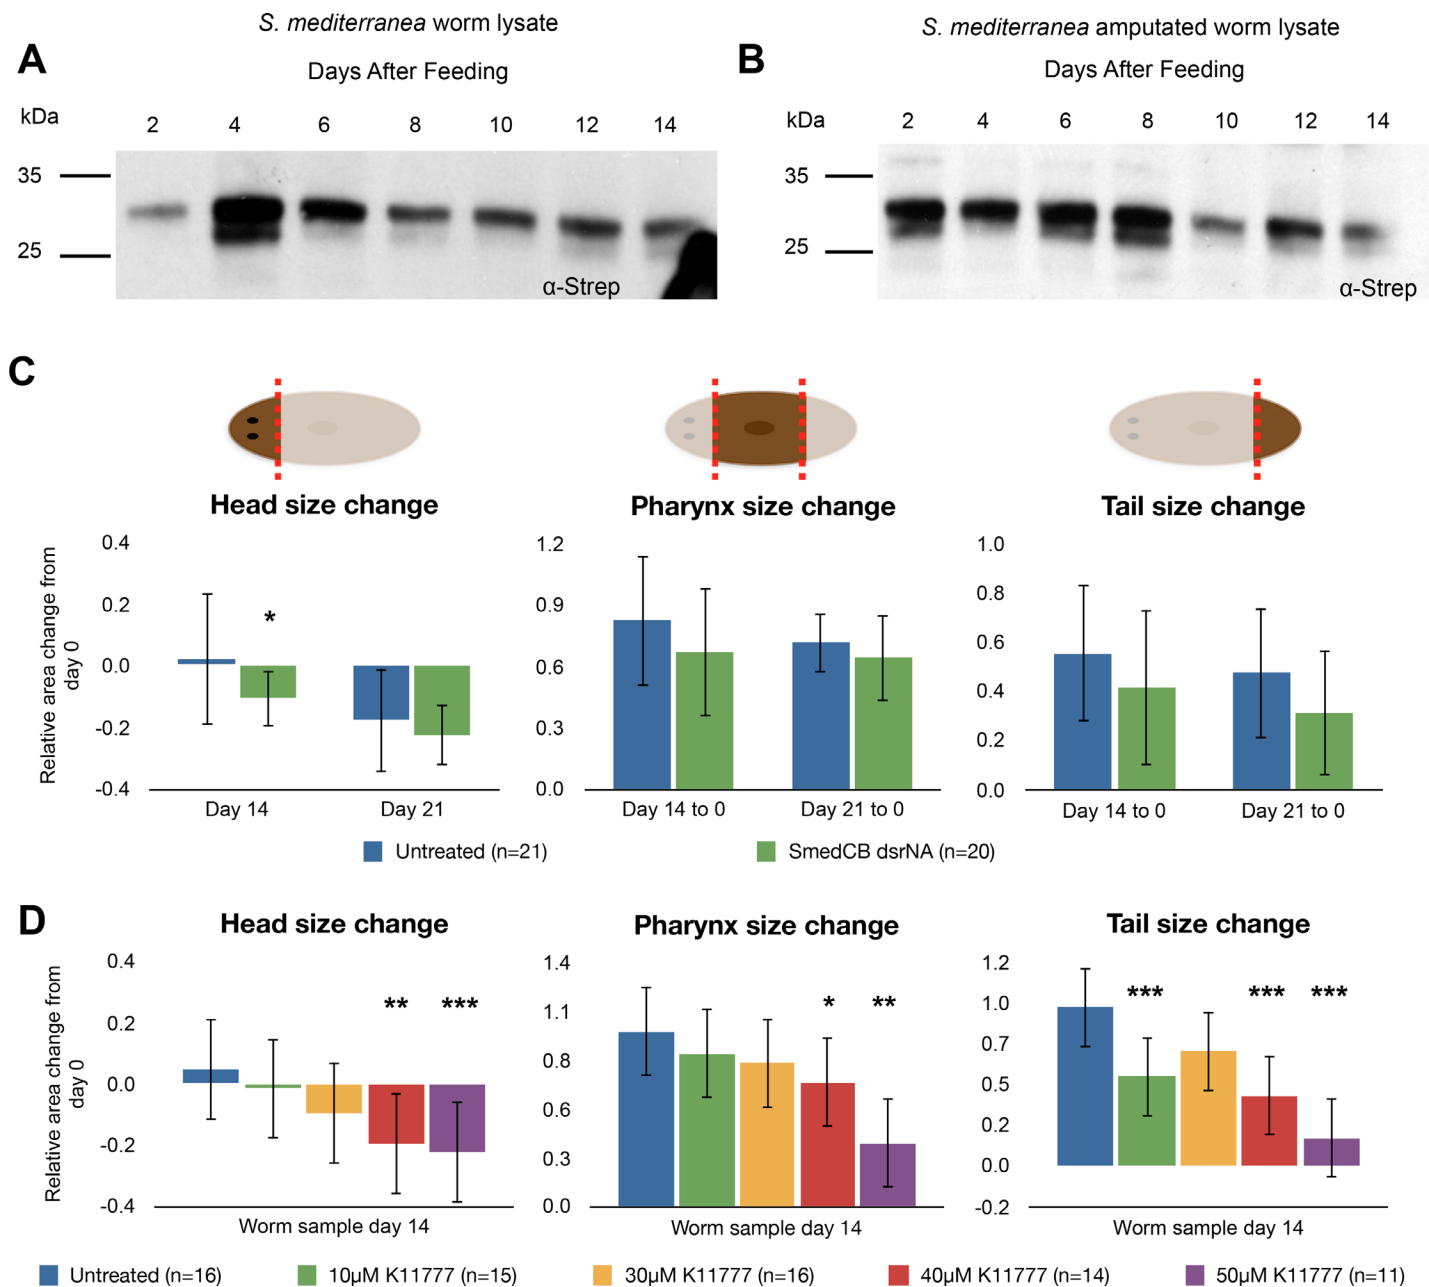 S. mediterranea worm lysate
A
Days After Feeding
kDa
2 4 6 8 10 12 14
35
25
α-Strep
S. mediterranea amputated worm lysate
B
Days After Feeding
kDa
2 4 6 8 10 12 14
35
25
α-Strep
C
Head size change
Relative area change from
day 0
0.4
0.2
0.0
-0.2
-0.4
*
Day 14
Day 21
Pharynx size change
1.2
0.9
0.6
0.3
0.0
Day 14 to 0
Day 21 to 0
Tail size change
1.0
0.8
0.6
0.4
0.2
0.0
Day 14 to 0
Day 21 to 0
Untreated (n=21)
SmedCB dsrNA (n=20)
D
Head size change
Relative area change from
day 0
0.4
0.2
0.0
-0.2
-0.4
** ***
Worm sample day 14
Pharynx size change
1.4
1.1
0.8
0.6
0.3
0.0
* **
Worm sample day 14
Tail size change
1.2
1.0
0.7
0.5
0.2
0.0
-0.2
*** *** ***
Worm sample day 14
Untreated (n=16)
10µM K11777 (n=15)
30µM K11777 (n=16)
40µM K11777 (n=14)
50µM K11777 (n=11)